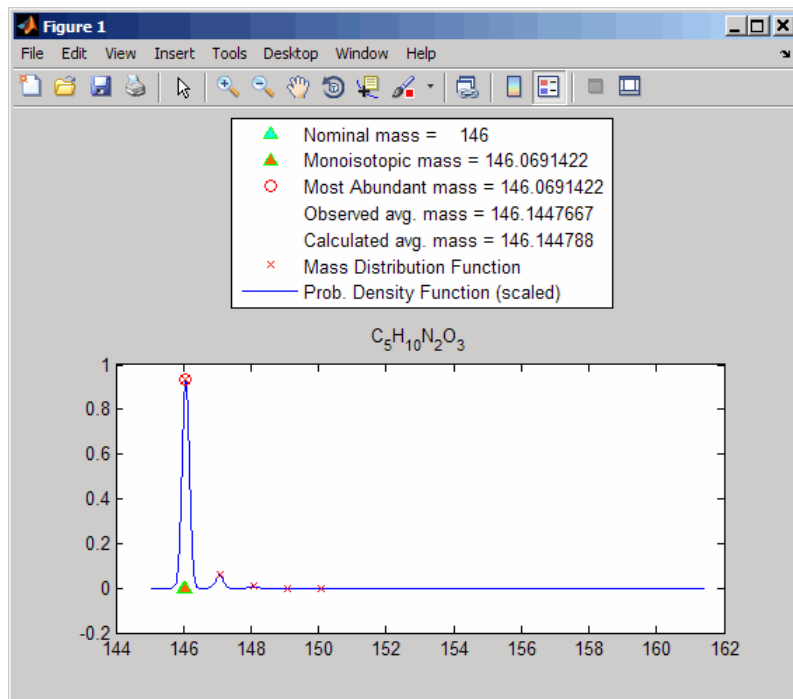 Figure 1
File Edit View Insert Tools Desktop Window Help
Nominal mass = 146
Monoisotopic mass = 146.0691422
Most Abundant mass = 146.0691422
Observed avg. mass = 146.1447667
Calculated avg. mass = 146.144788
Mass Distribution Function
Prob. Density Function (scaled)
C5H10N2O3
1
0.8
0.6
0.4
0.2
0
-0.2
144 146 148 150 152 154 156 158 160 162